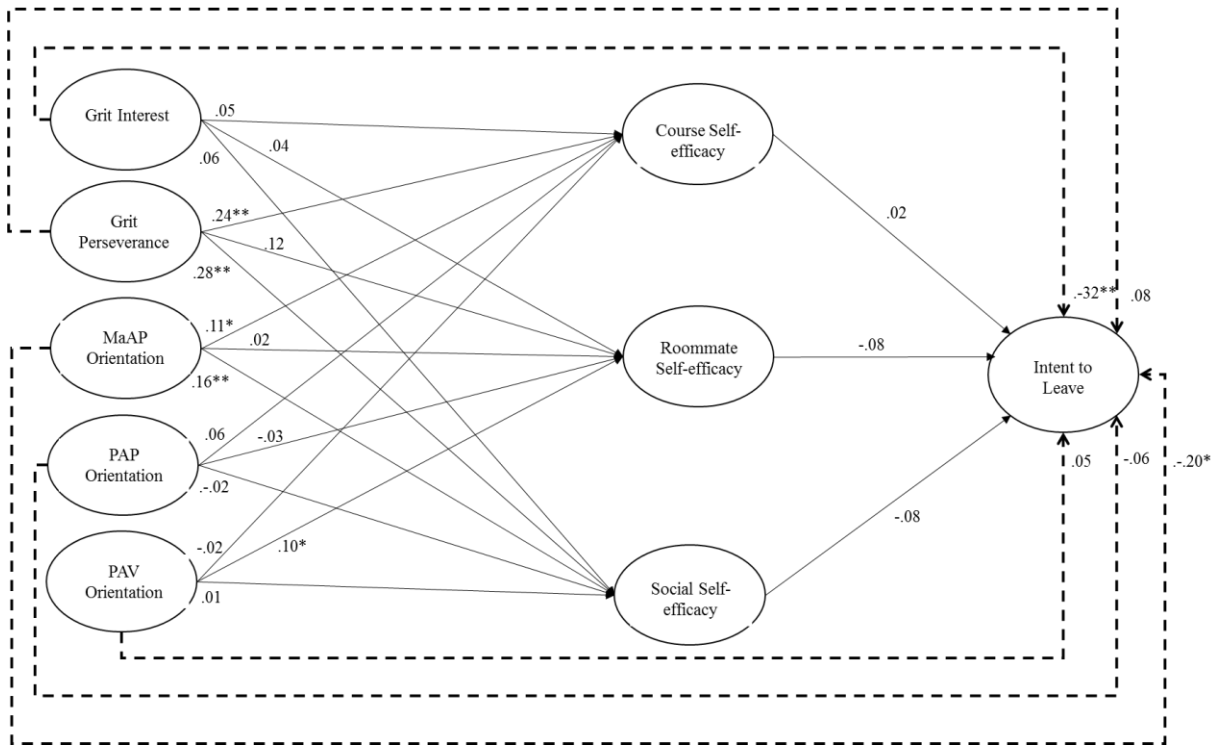 Grit Interest
.05
.04
.06
Grit
Perseverance
.24**
.12
.28**
MaAP
Orientation
.11*
.02
.16**
PAP
Orientation
.06
-.03
.-.02
PAV
Orientation
-.02
.10*
.01
Course Self-
efficacy
.02
Roommate
Self-efficacy
-.08
Social Self-
efficacy
-.08
.-32**
.08
Intent to
Leave
.05
-.06
.-.20*